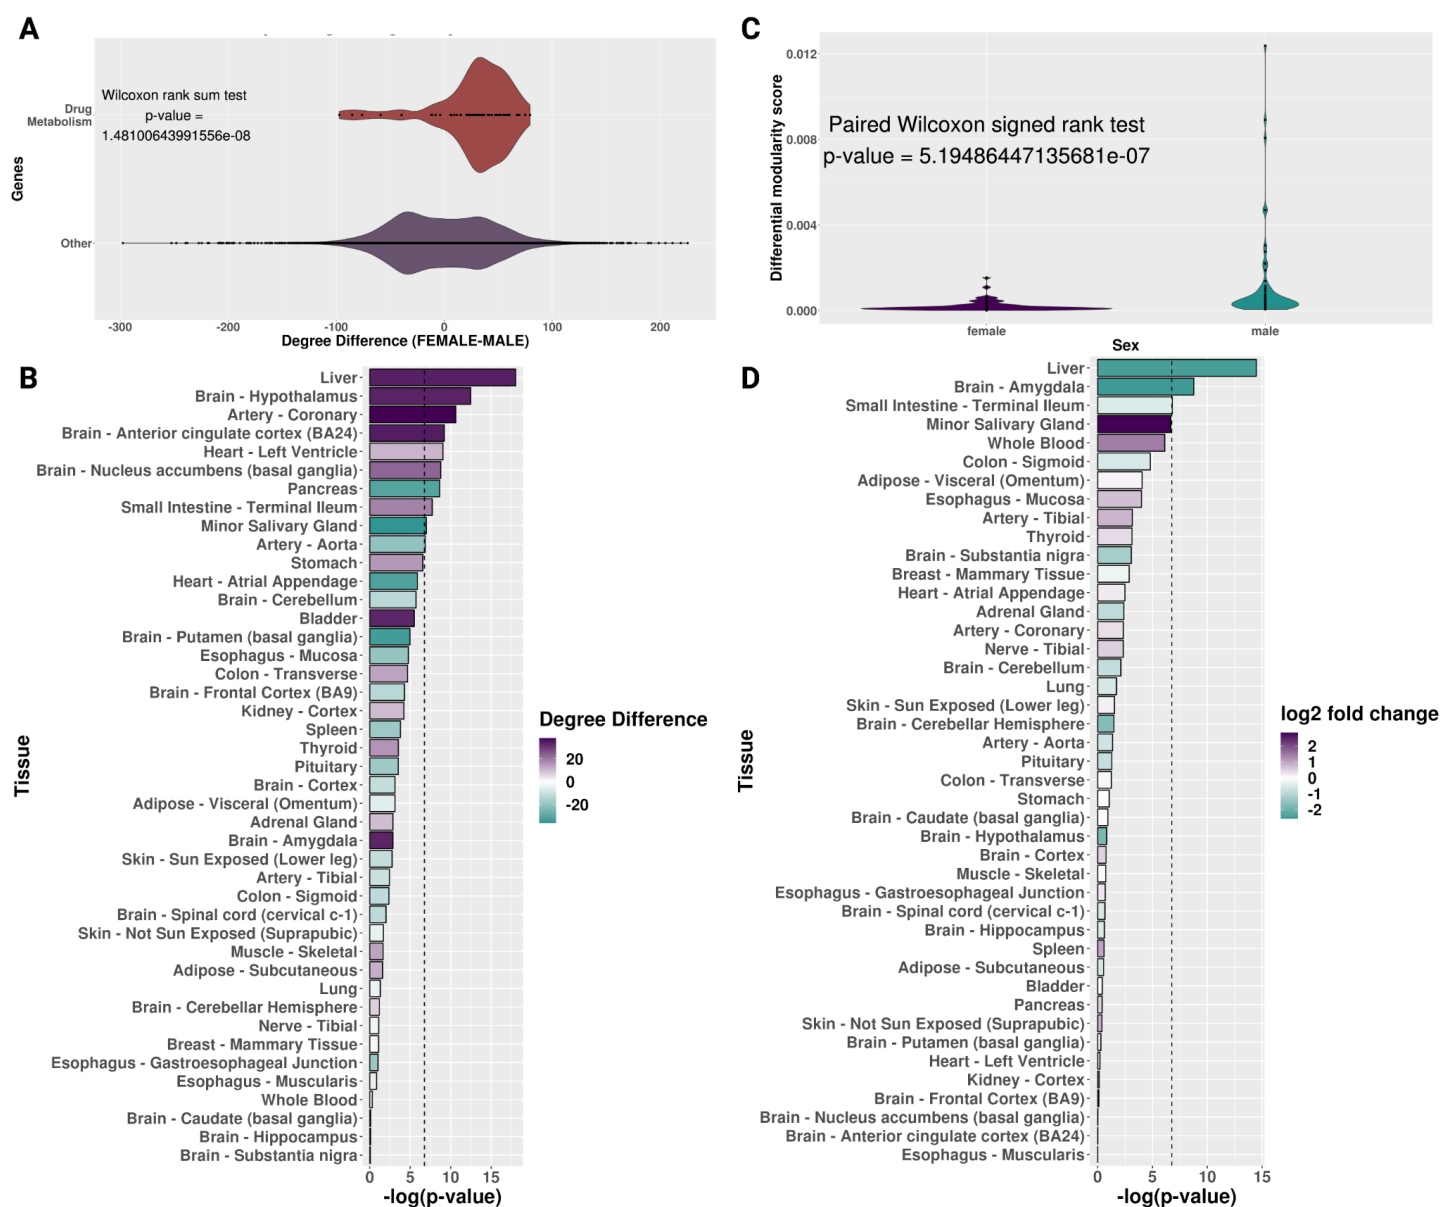 A
Drug
Metabolism
Other
Genes
Wilcoxon rank sum test
p-value =
1.48100643991556e-08
-300
-200
-100
0
100
200
Degree Difference (FEMALE-MALE)
C
Differential modularity score
0.012
0.008
0.004
0.000
Paired Wilcoxon signed rank test
p-value = 5.19486447135681e-07
female
male
Sex
B
Tissue
Liver
Brain - Hypothalamus
Artery - Coronary
Brain - Anterior cingulate cortex (BA24)
Heart - Left Ventricle
Brain - Nucleus accumbens (basal ganglia)
Pancreas
Small Intestine - Terminal Ileum
Minor Salivary Gland
Artery - Aorta
Stomach
Heart - Atrial Appendage
Brain - Cerebellum
Bladder
Brain - Putamen (basal ganglia)
Esophagus - Mucosa
Colon - Transverse
Brain - Frontal Cortex (BA9)
Kidney - Cortex
Spleen
Thyroid
Pituitary
Brain - Cortex
Adipose - Visceral (Omentum)
Adrenal Gland
Brain - Amygdala
Skin - Sun Exposed (Lower leg)
Artery - Tibial
Colon - Sigmoid
Brain - Spinal cord (cervical c-1)
Skin - Not Sun Exposed (Suprapubic)
Muscle - Skeletal
Adipose - Subcutaneous
Lung
Brain - Cerebellar Hemisphere
Nerve - Tibial
Breast - Mammary Tissue
Esophagus - Gastroesophageal Junction
Esophagus - Muscularis
Whole Blood
Brain - Caudate (basal ganglia)
Brain - Hippocampus
Brain - Substantia nigra
0
5
10
15
-log(p-value)
Degree Difference
20
0
-20
D
Tissue
Liver
Brain - Amygdala
Small Intestine - Terminal Ileum
Minor Salivary Gland
Whole Blood
Colon - Sigmoid
Adipose - Visceral (Omentum)
Esophagus - Mucosa
Artery - Tibial
Thyroid
Brain - Substantia nigra
Breast - Mammary Tissue
Heart - Atrial Appendage
Adrenal Gland
Artery - Coronary
Nerve - Tibial
Brain - Cerebellum
Lung
Skin - Sun Exposed (Lower leg)
Brain - Cerebellar Hemisphere
Artery - Aorta
Pituitary
Colon - Transverse
Stomach
Brain - Caudate (basal ganglia)
Brain - Hypothalamus
Brain - Cortex
Muscle - Skeletal
Esophagus - Gastroesophageal Junction
Brain - Spinal cord (cervical c-1)
Brain - Hippocampus
Spleen
Adipose - Subcutaneous
Bladder
Pancreas
Skin - Not Sun Exposed (Suprapubic)
Brain - Putamen (basal ganglia)
Heart - Left Ventricle
Kidney - Cortex
Brain - Frontal Cortex (BA9)
Brain - Nucleus accumbens (basal ganglia)
Brain - Anterior cingulate cortex (BA24)
Esophagus - Muscularis
0
5
10
15
-log(p-value)
log2 fold change
2
1
0
-1
-2